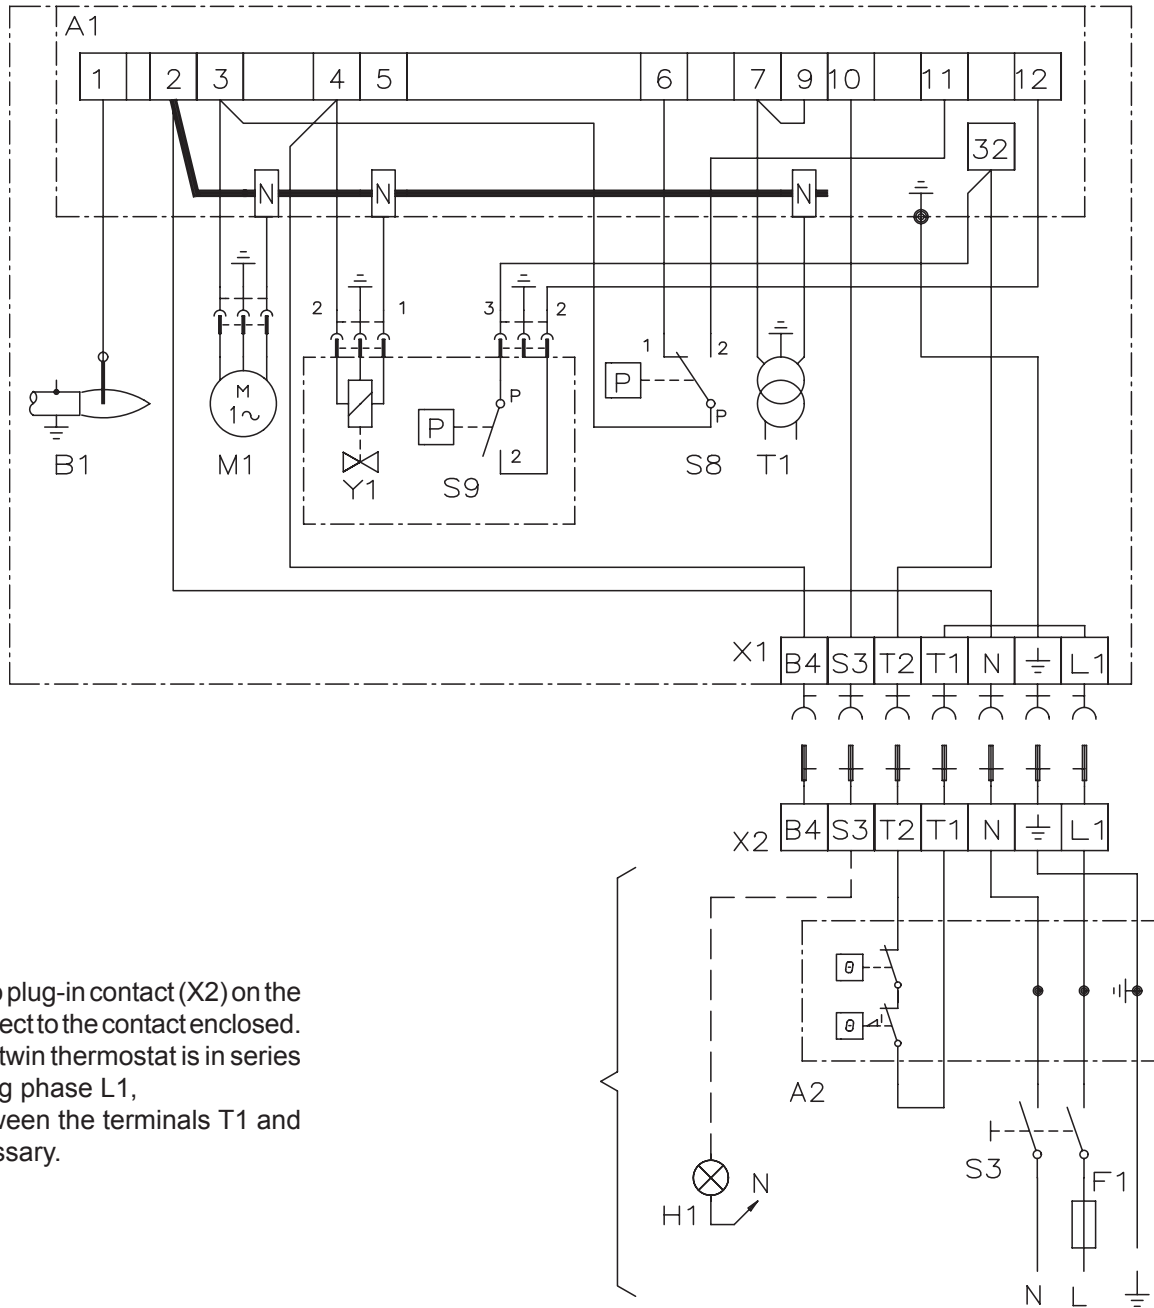 A1
1 2 3 4 5 6 7 9 10 11 12
32
N N N
2 1 3 2
1 2
M
1~
P P
P
P
2
B1 M1 Y1 S9 S8 T1
X1 B4 S3 T2 T1 N L1
X2 B4 S3 T2 T1 N L1
θ
θ
plug-in contact (X2) on the
ect to the contact enclosed.
twin thermostat is in series
g phase L1,
ween the terminals T1 and
ssary.
A2
S3 F1
H1 N
N L